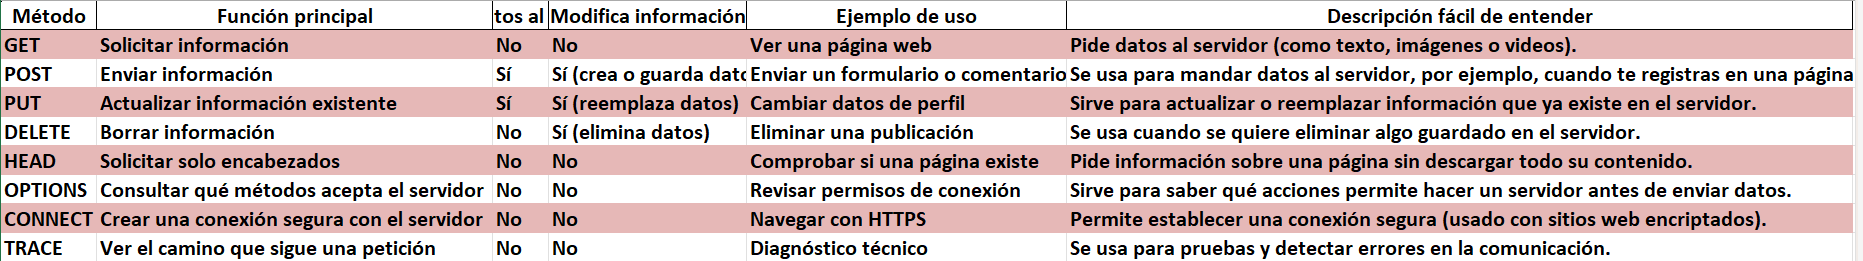 Método Función principal tos al Modifica información Ejemplo de uso Descripción fácil de entender
GET Solicitar información No No Ver una página web Pide datos al servidor (como texto, imágenes o videos).
POST Enviar información Sí Sí (crea o guarda dato Enviar un formulario o comentario Se usa para mandar datos al servidor, por ejemplo, cuando te registras en una página
PUT Actualizar información existente Sí Sí (reemplaza datos) Cambiar datos de perfil Sirve para actualizar o reemplazar información que ya existe en el servidor.
DELETE Borrar información No Sí (elimina datos) Eliminar una publicación Se usa cuando se quiere eliminar algo guardado en el servidor.
HEAD Solicitar solo encabezados No No Comprobar si una página existe Pide información sobre una página sin descargar todo su contenido.
OPTIONS Consultar qué métodos acepta el servidor No No Revisar permisos de conexión Sirve para saber qué acciones permite hacer un servidor antes de enviar datos.
CONNECT Crear una conexión segura con el servidor No No Navegar con HTTPS Permite establecer una conexión segura (usado con sitios web encriptados).
TRACE Ver el camino que sigue una petición No No Diagnóstico técnico Se usa para pruebas y detectar errores en la comunicación.